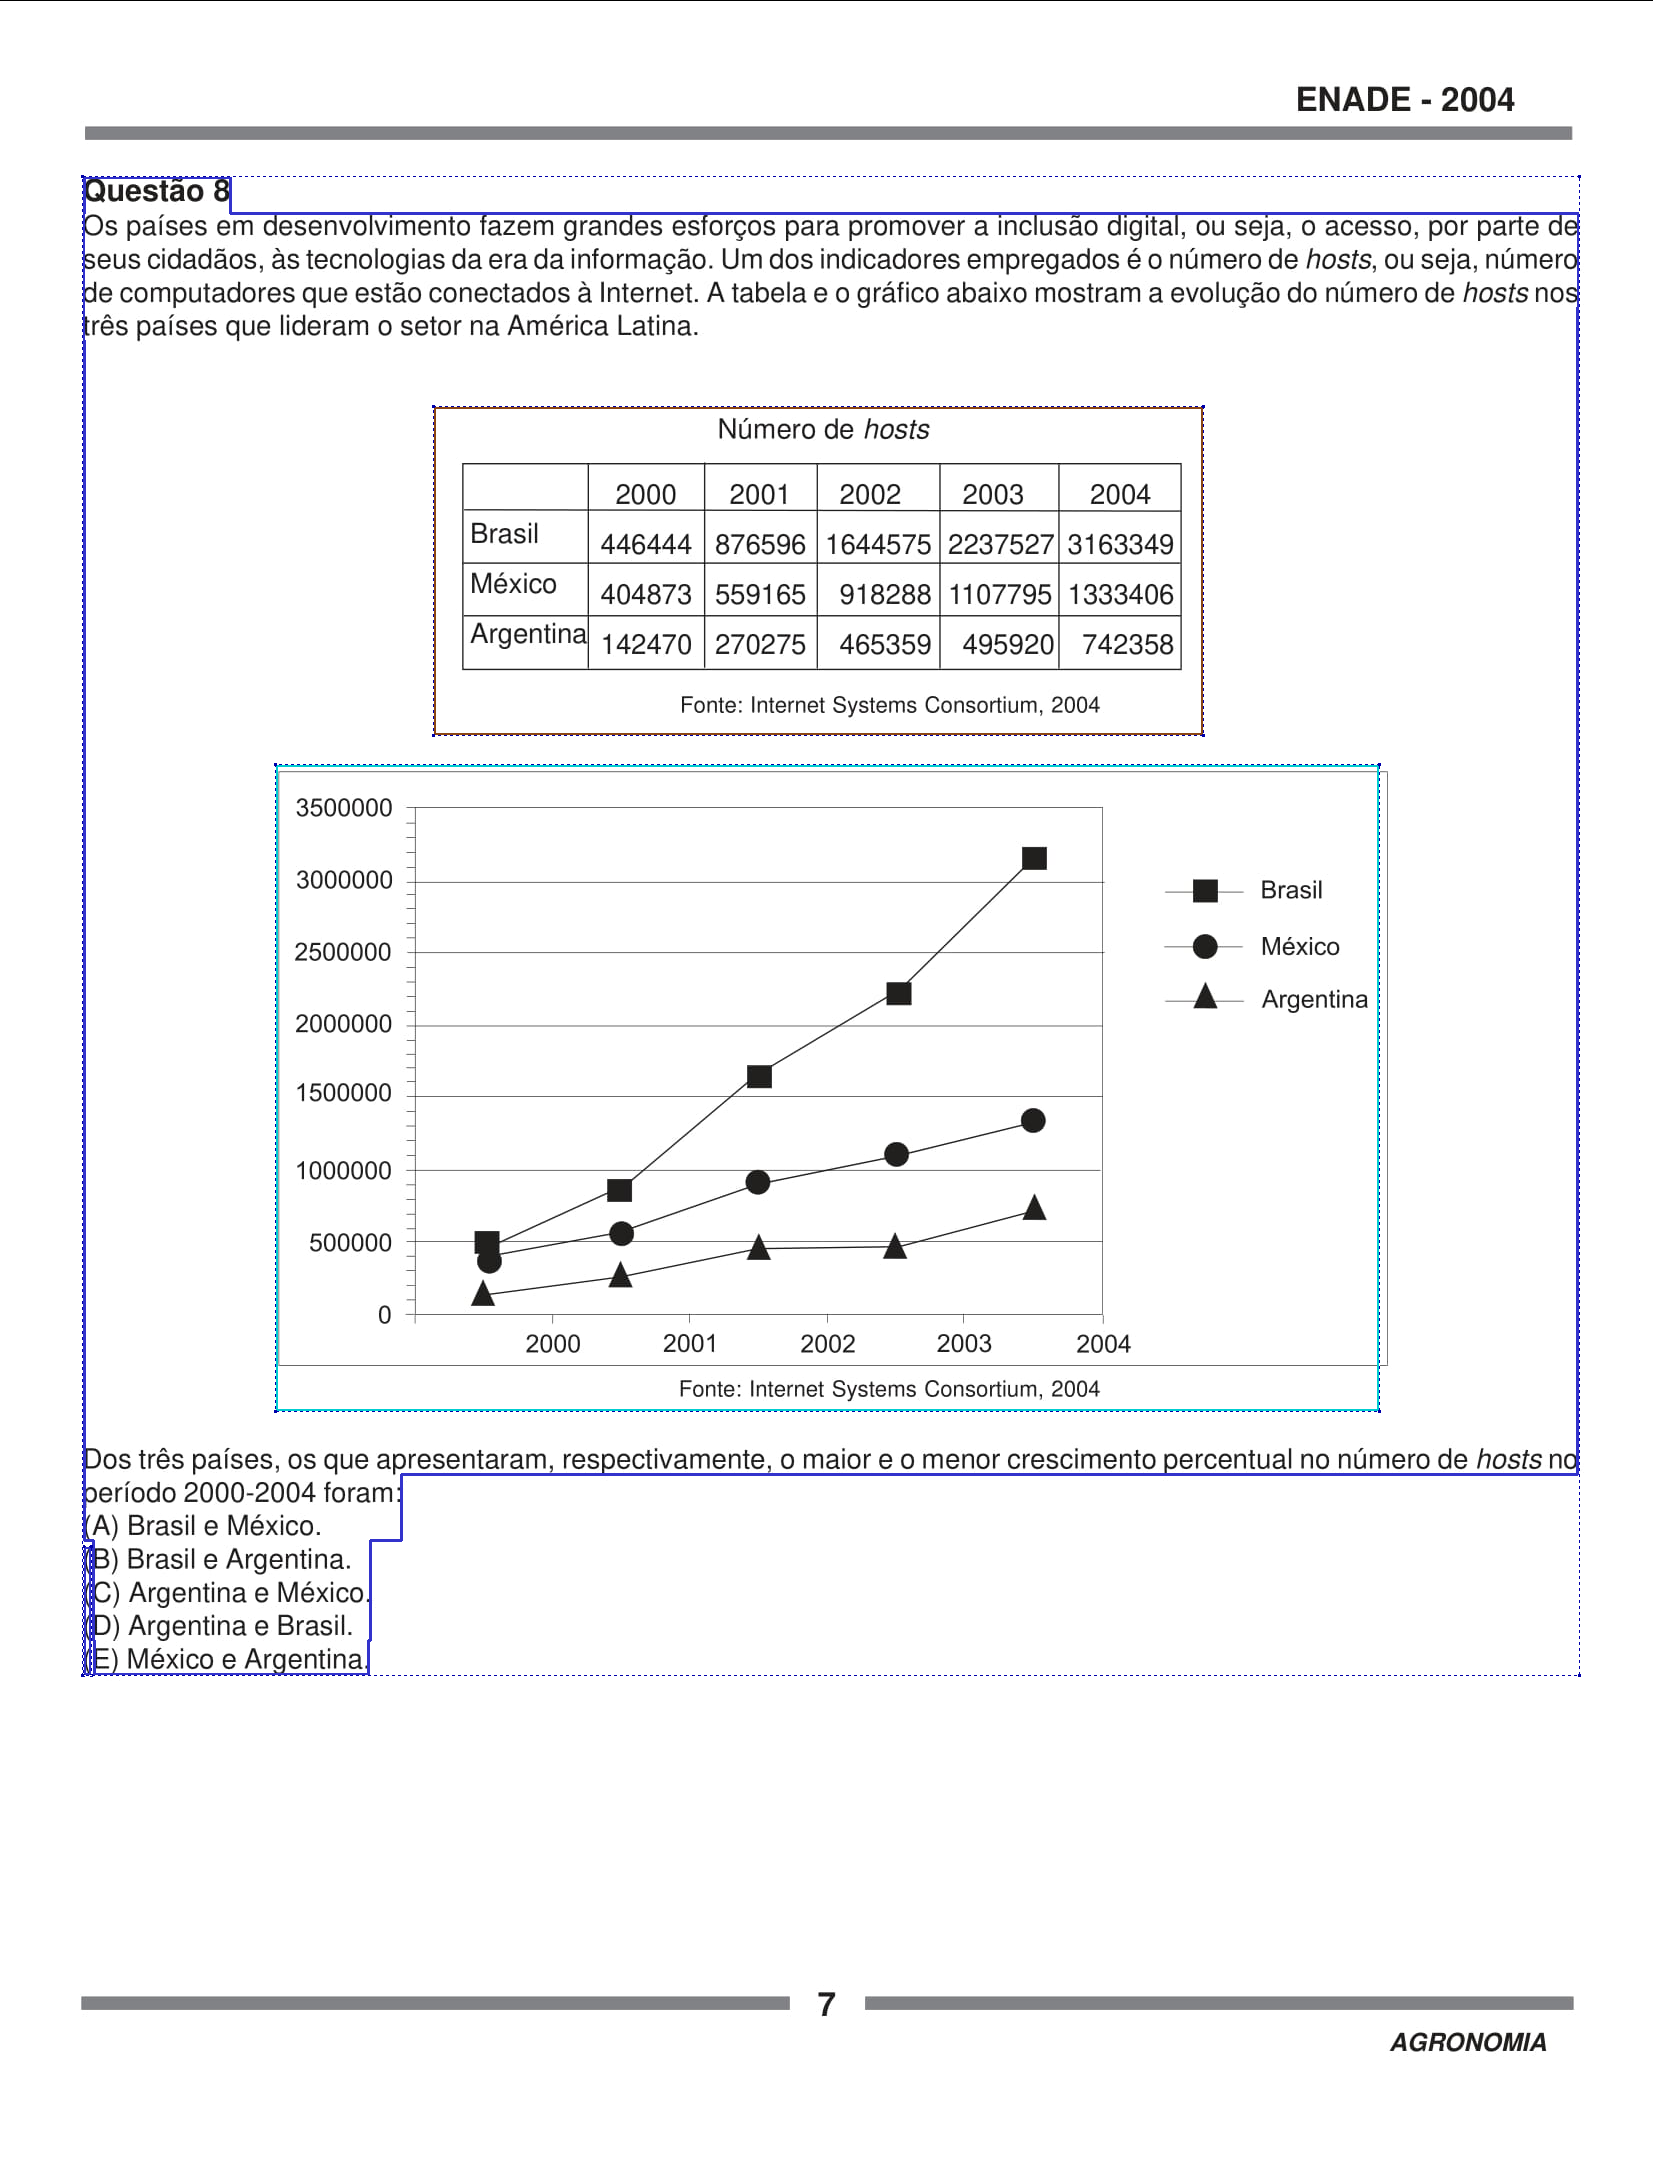 ENADE - 2004
Questão 8
Os países em desenvolvimento fazem grandes esforços para promover a inclusão digital, ou seja, o acesso, por parte de
seus cidadãos, às tecnologias da era da informação. Um dos indicadores empregados é o número de hosts, ou seja, número
de computadores que estão conectados à Internet. A tabela e o gráfico abaixo mostram a evolução do número de hosts nos
três países que lideram o setor na América Latina.
Número de hosts
2000 2001 2002 2003 2004
Brasil 446444 876596 1644575 2237527 3163349
México 404873 559165 918288 1107795 1333406
Argentina 142470 270275 465359 495920 742358
Fonte: Internet Systems Consortium, 2004
3500000
3000000
2500000
2000000
1500000
1000000
500000
0
2000 2001 2002 2003 2004
Brasil
México
Argentina
Fonte: Internet Systems Consortium, 2004
Dos três países, os que apresentaram, respectivamente, o maior e o menor crescimento percentual no número de hosts no
período 2000-2004 foram:
(A) Brasil e México.
(B) Brasil e Argentina.
(C) Argentina e México.
(D) Argentina e Brasil.
(E) México e Argentina.
7
AGRONOMIA